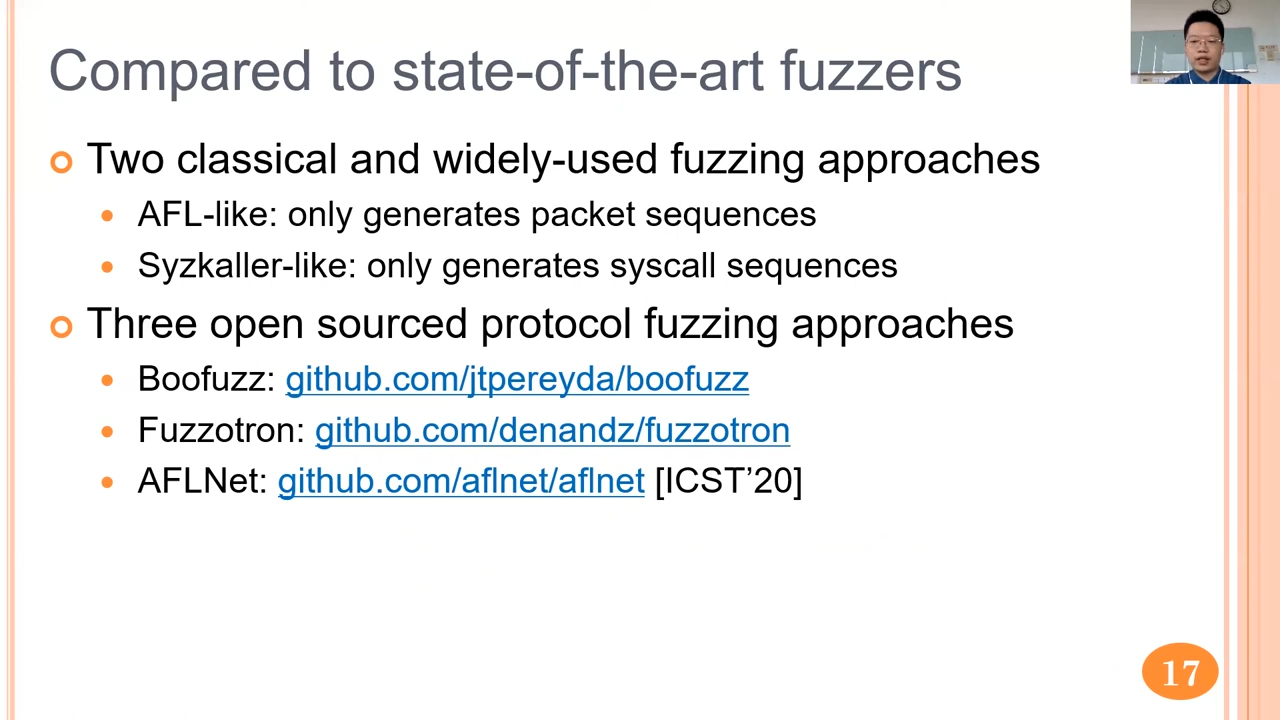 Compared to state-of-the-art fuzzers
Two classical and widely-used fuzzing approaches
AFL-like: only generates packet sequences
Syzkaller-like: only generates syscall sequences
Three open sourced protocol fuzzing approaches
Boofuzz: github.com/jtpereyda/boofuzz
Fuzzotron: github.com/denandz/fuzzotron
AFLNet: github.com/aflnet/aflnet [ICST’20]
17